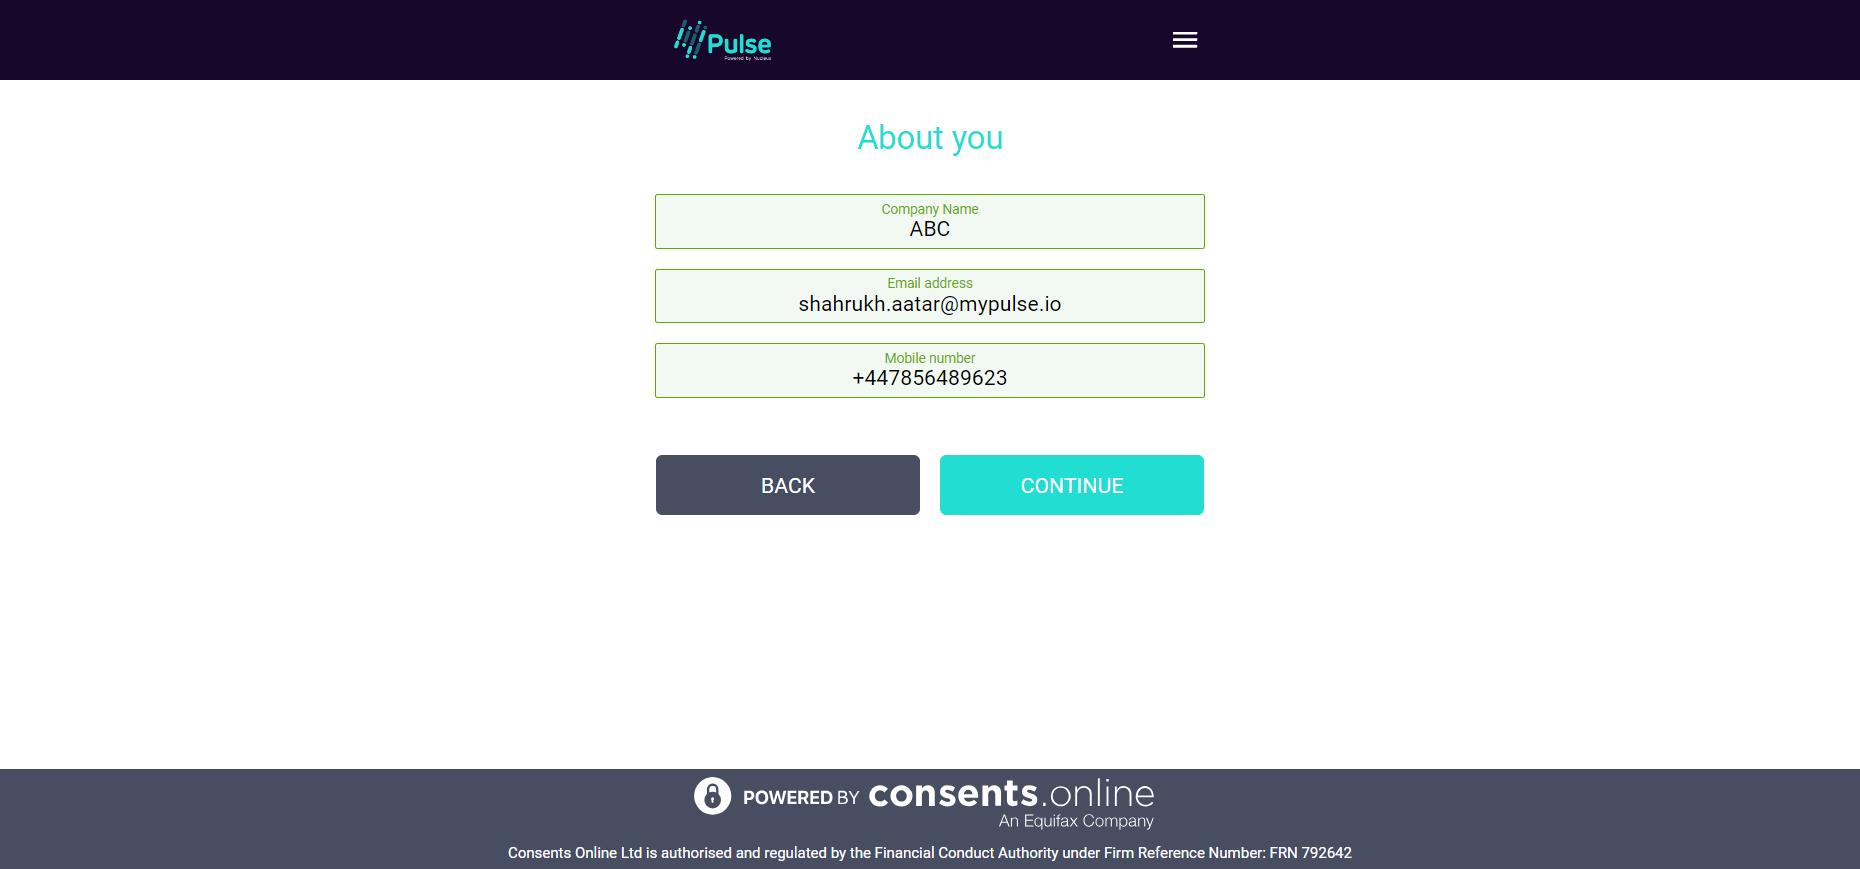 Pulse
Powered by Nucleus
About you
Company Name
ABC
Email address
shahrukh.aatar@mypulse.io
Mobile number
+447856489623
BACK CONTINUE
POWERED BY consents.online
An Equifax Company
Consents Online Ltd is authorised and regulated by the Financial Conduct Authority under Firm Reference Number: FRN 792642